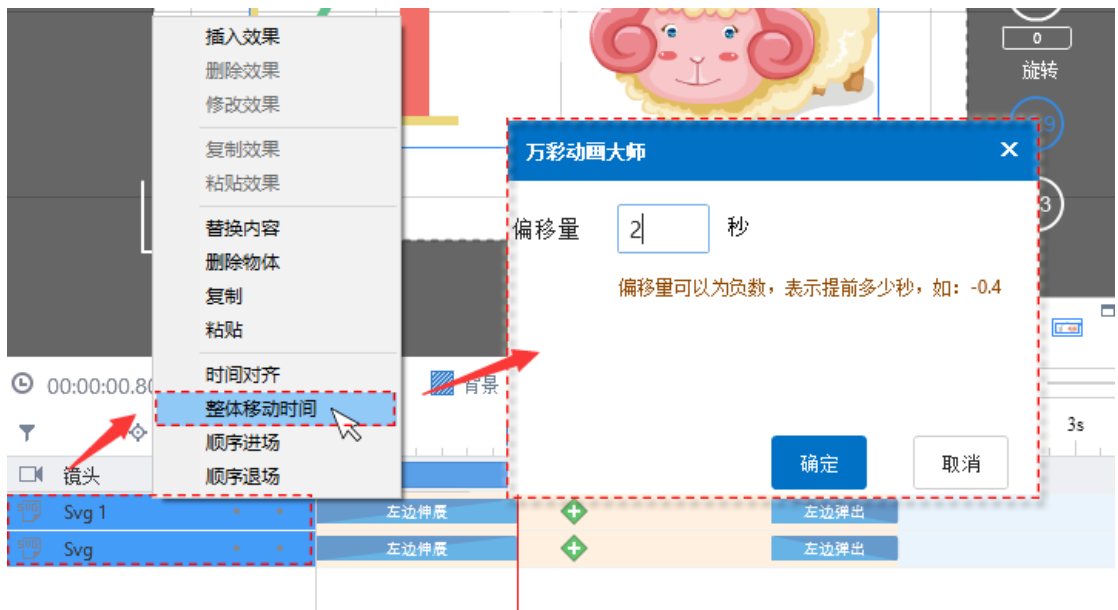 插入效果
删除效果
修改效果
复制效果
粘贴效果
替换内容
删除物体
复制
粘贴
时间对齐
整体移动时间
顺序进场
顺序退场
0
旋转
万彩动画大师
偏移量 2 秒
偏移量可以为负数，表示提前多少秒，如：-0.4
确定 取消
00:00:00.80
背景
3s
镜头
Svg 1 左边伸展 左边弹出
Svg 左边伸展 左边弹出